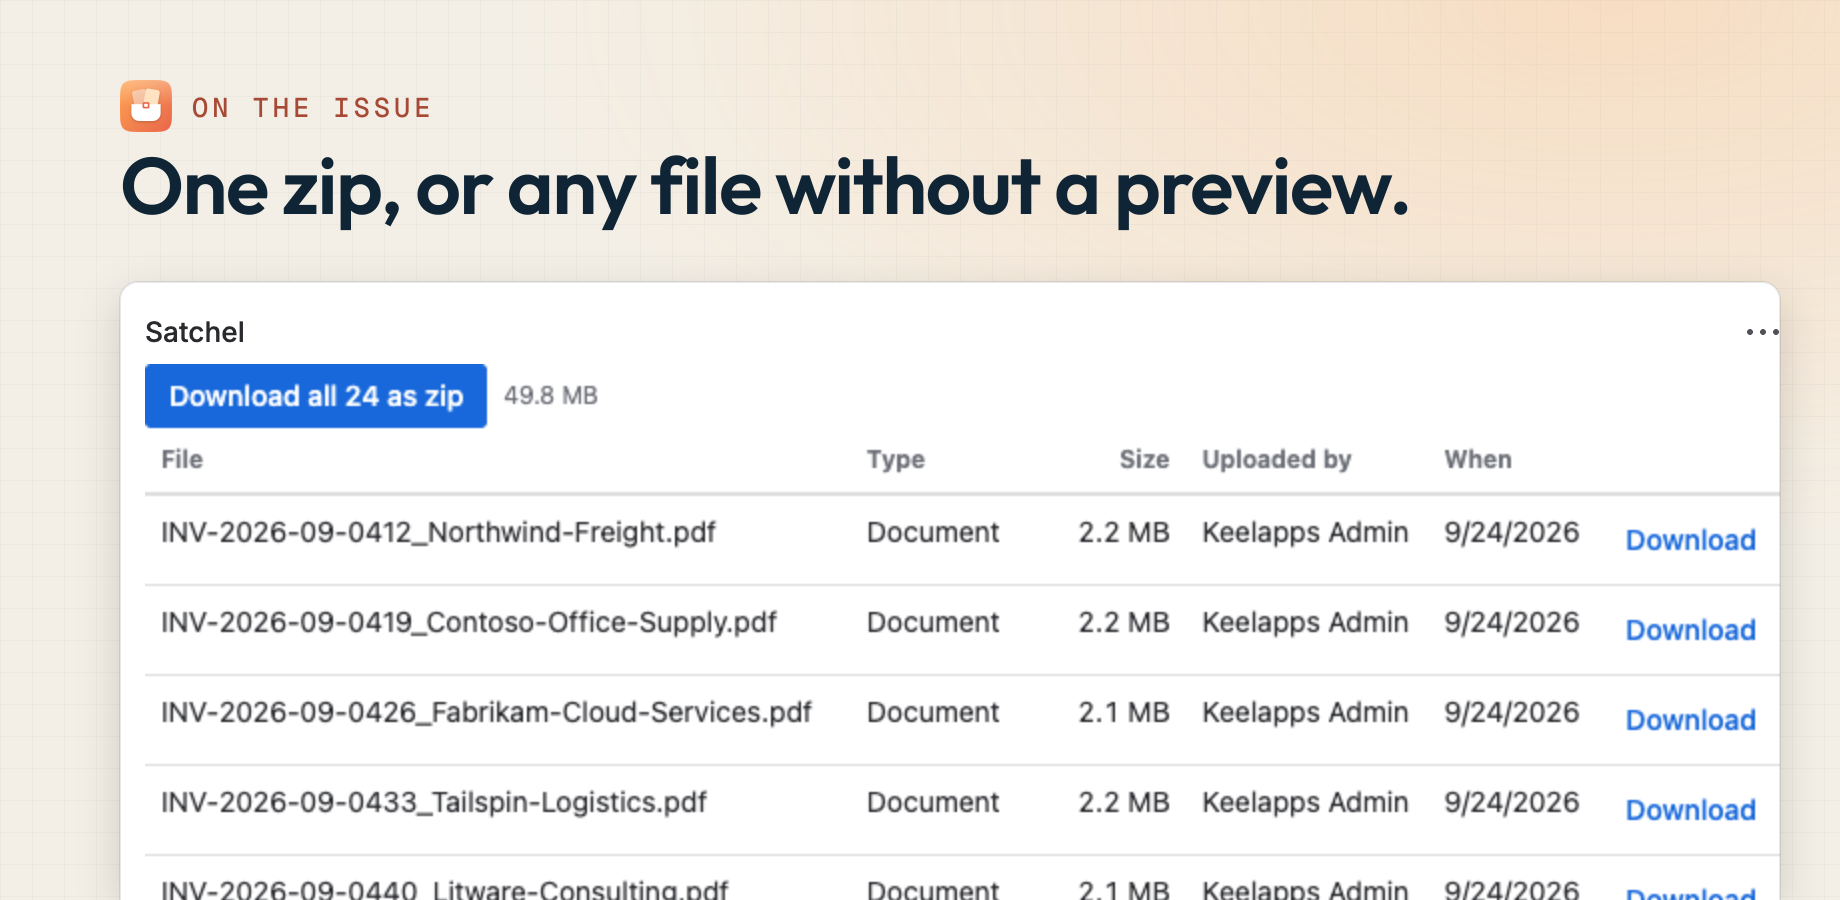 ON THE ISSUE
One zip, or any file without a preview.
Satchel
Download all 24 as zip 49.8 MB
File Type Size Uploaded by When
INV-2026-09-0412_Northwind-Freight.pdf Document 2.2 MB Keelapps Admin 9/24/2026 Download
INV-2026-09-0419_Contoso-Office-Supply.pdf Document 2.2 MB Keelapps Admin 9/24/2026 Download
INV-2026-09-0426_Fabrikam-Cloud-Services.pdf Document 2.1 MB Keelapps Admin 9/24/2026 Download
INV-2026-09-0433_Tailspin-Logistics.pdf Document 2.2 MB Keelapps Admin 9/24/2026 Download
INV-2026-09-0440_Litware-Consulting.pdf Document 2.1 MB Keelapps Admin 9/24/2026 Download